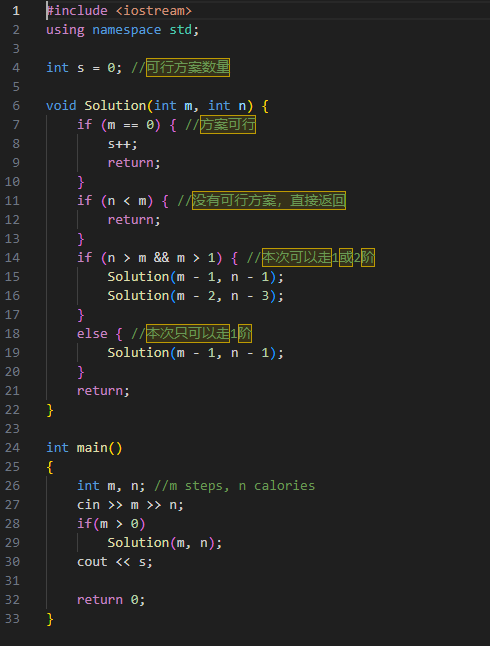 1 #include <iostream>
2 using namespace std;
3
4 int s = 0; //可行方案数量
5
6 void Solution(int m, int n) {
7     if (m == 0) { //方案可行
8         s++;
9         return;
10     }
11     if (n < m) { //没有可行方案，直接返回
12         return;
13     }
14     if (n > m && m > 1) { //本次可以走1或2阶
15         Solution(m - 1, n - 1);
16         Solution(m - 2, n - 3);
17     }
18     else { //本次只可以走1阶
19         Solution(m - 1, n - 1);
20     }
21     return;
22 }
23
24 int main()
25 {
26     int m, n; //m steps, n calories
27     cin >> m >> n;
28     if(m > 0)
29         Solution(m, n);
30     cout << s;
31
32     return 0;
33 }